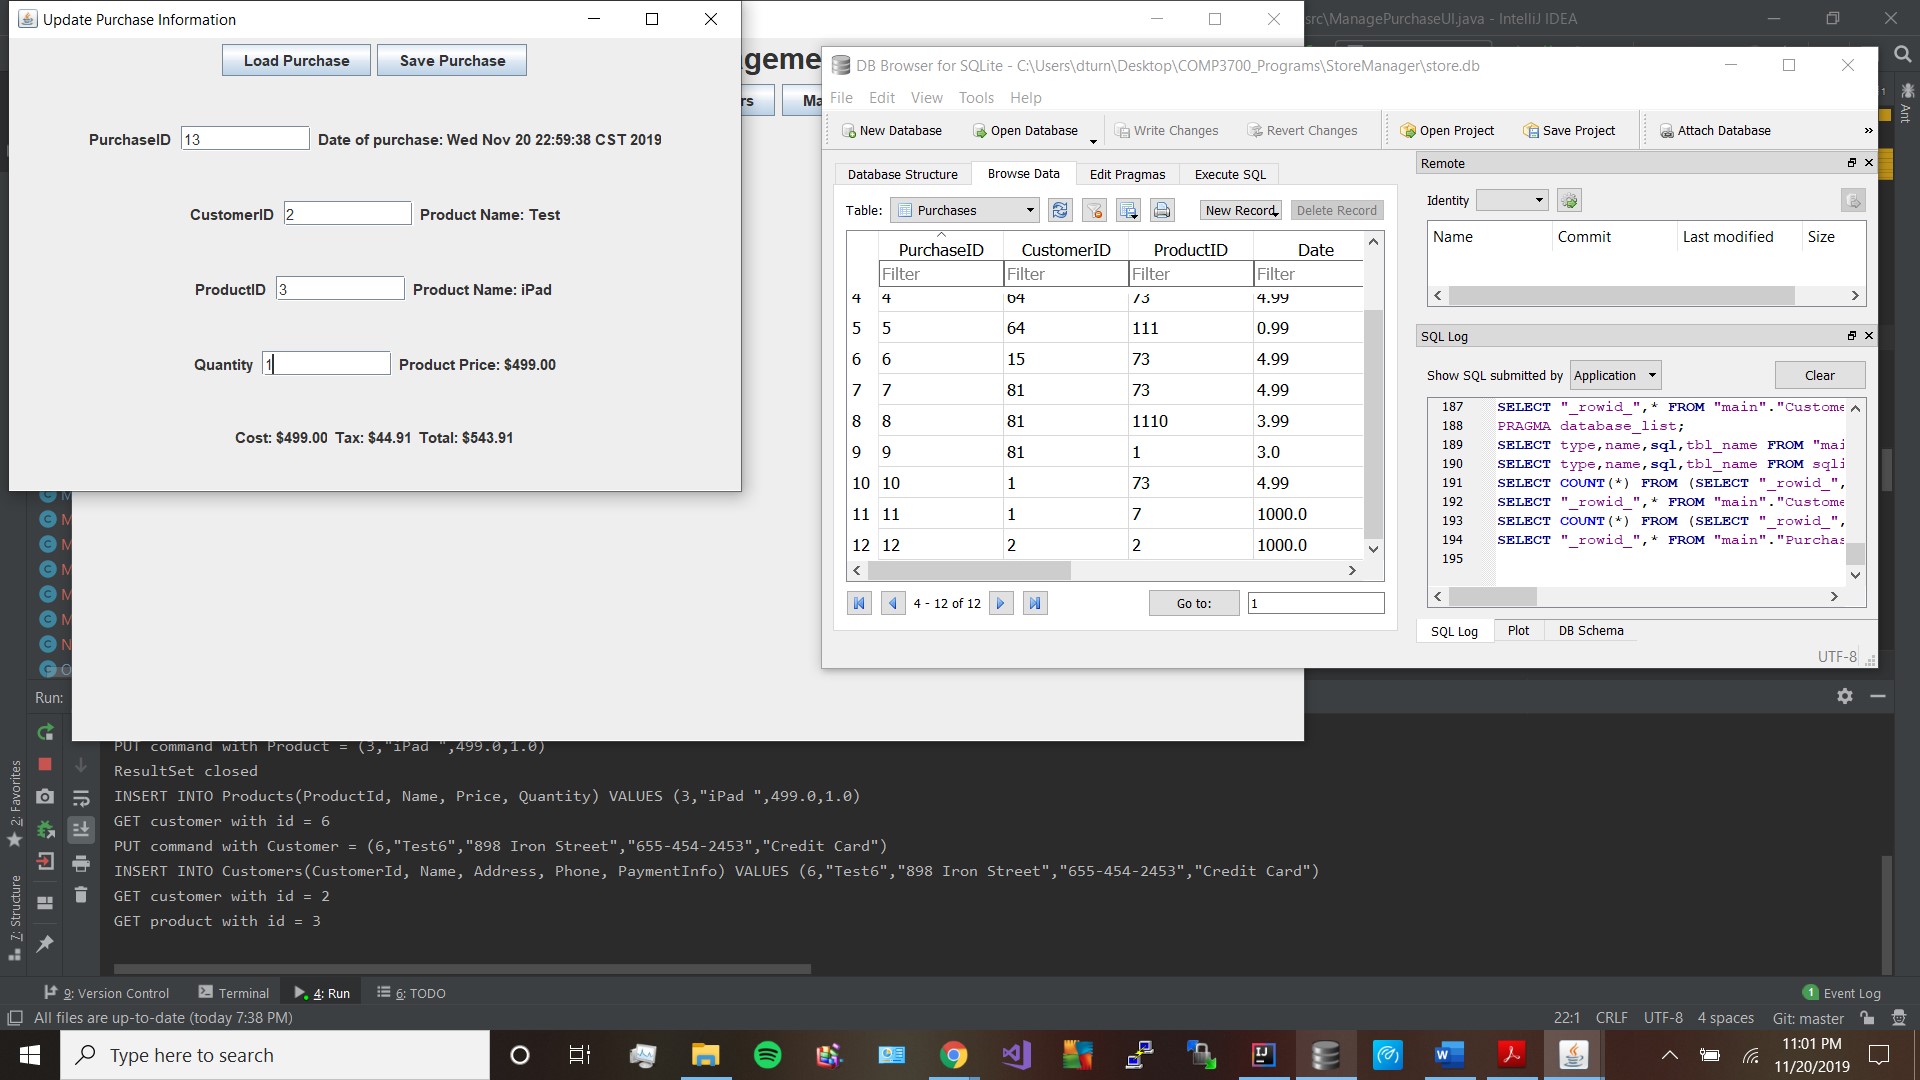 Update Purchase Information
Load Purchase
Save Purchase
PurchaseID 13 Date of purchase: Wed Nov 20 22:59:38 CST 2019
CustomerID 2 Product Name: Test
ProductID 3 Product Name: iPad
Quantity 1 Product Price: $499.00
Cost: $499.00 Tax: $44.91 Total: $543.91
src\ManagePurchaseUI.java - IntelliJ IDEA
DB Browser for SQLite - C:\Users\dturn\Desktop\COMP3700_Programs\StoreManager\store.db
File Edit View Tools Help
New Database Open Database Write Changes Revert Changes Open Project Save Project Attach Database »
Database Structure Browse Data Edit Pragmas Execute SQL
Table: Purchases New Record Delete Record
PurchaseID CustomerID ProductID Date
Filter Filter Filter Filter
4 4 64 73 4.99
5 5 64 111 0.99
6 6 15 73 4.99
7 7 81 73 4.99
8 8 81 1110 3.99
9 9 81 1 3.0
10 10 1 73 4.99
11 11 1 7 1000.0
12 12 2 2 1000.0
4 - 12 of 12 Go to: 1
Remote
Identity
Name Commit Last modified Size
SQL Log
Show SQL submitted by Application Clear
187 SELECT "_rowid_",* FROM "main"."Custome
188 PRAGMA database_list;
189 SELECT type,name,sql,tbl_name FROM "mai
190 SELECT type,name,sql,tbl_name FROM sqli
191 SELECT COUNT(*) FROM (SELECT "_rowid_",
192 SELECT "_rowid_",* FROM "main"."Custome
193 SELECT COUNT(*) FROM (SELECT "_rowid_",
194 SELECT "_rowid_",* FROM "main"."Purchas
195
SQL Log Plot DB Schema
UTF-8
Ant
Run:
PUT command with Product = (3,"iPad ",499.0,1.0)
ResultSet closed
INSERT INTO Products(ProductId, Name, Price, Quantity) VALUES (3,"iPad ",499.0,1.0)
GET customer with id = 6
PUT command with Customer = (6,"Test6","898 Iron Street","655-454-2453","Credit Card")
INSERT INTO Customers(CustomerId, Name, Address, Phone, PaymentInfo) VALUES (6,"Test6","898 Iron Street","655-454-2453","Credit Card")
GET customer with id = 2
GET product with id = 3
2: Favorites
7: Structure
9: Version Control Terminal 4: Run 6: TODO 1 Event Log
All files are up-to-date (today 7:38 PM) 22:1 CRLF UTF-8 4 spaces Git: master
Type here to search
11:01 PM
11/20/2019